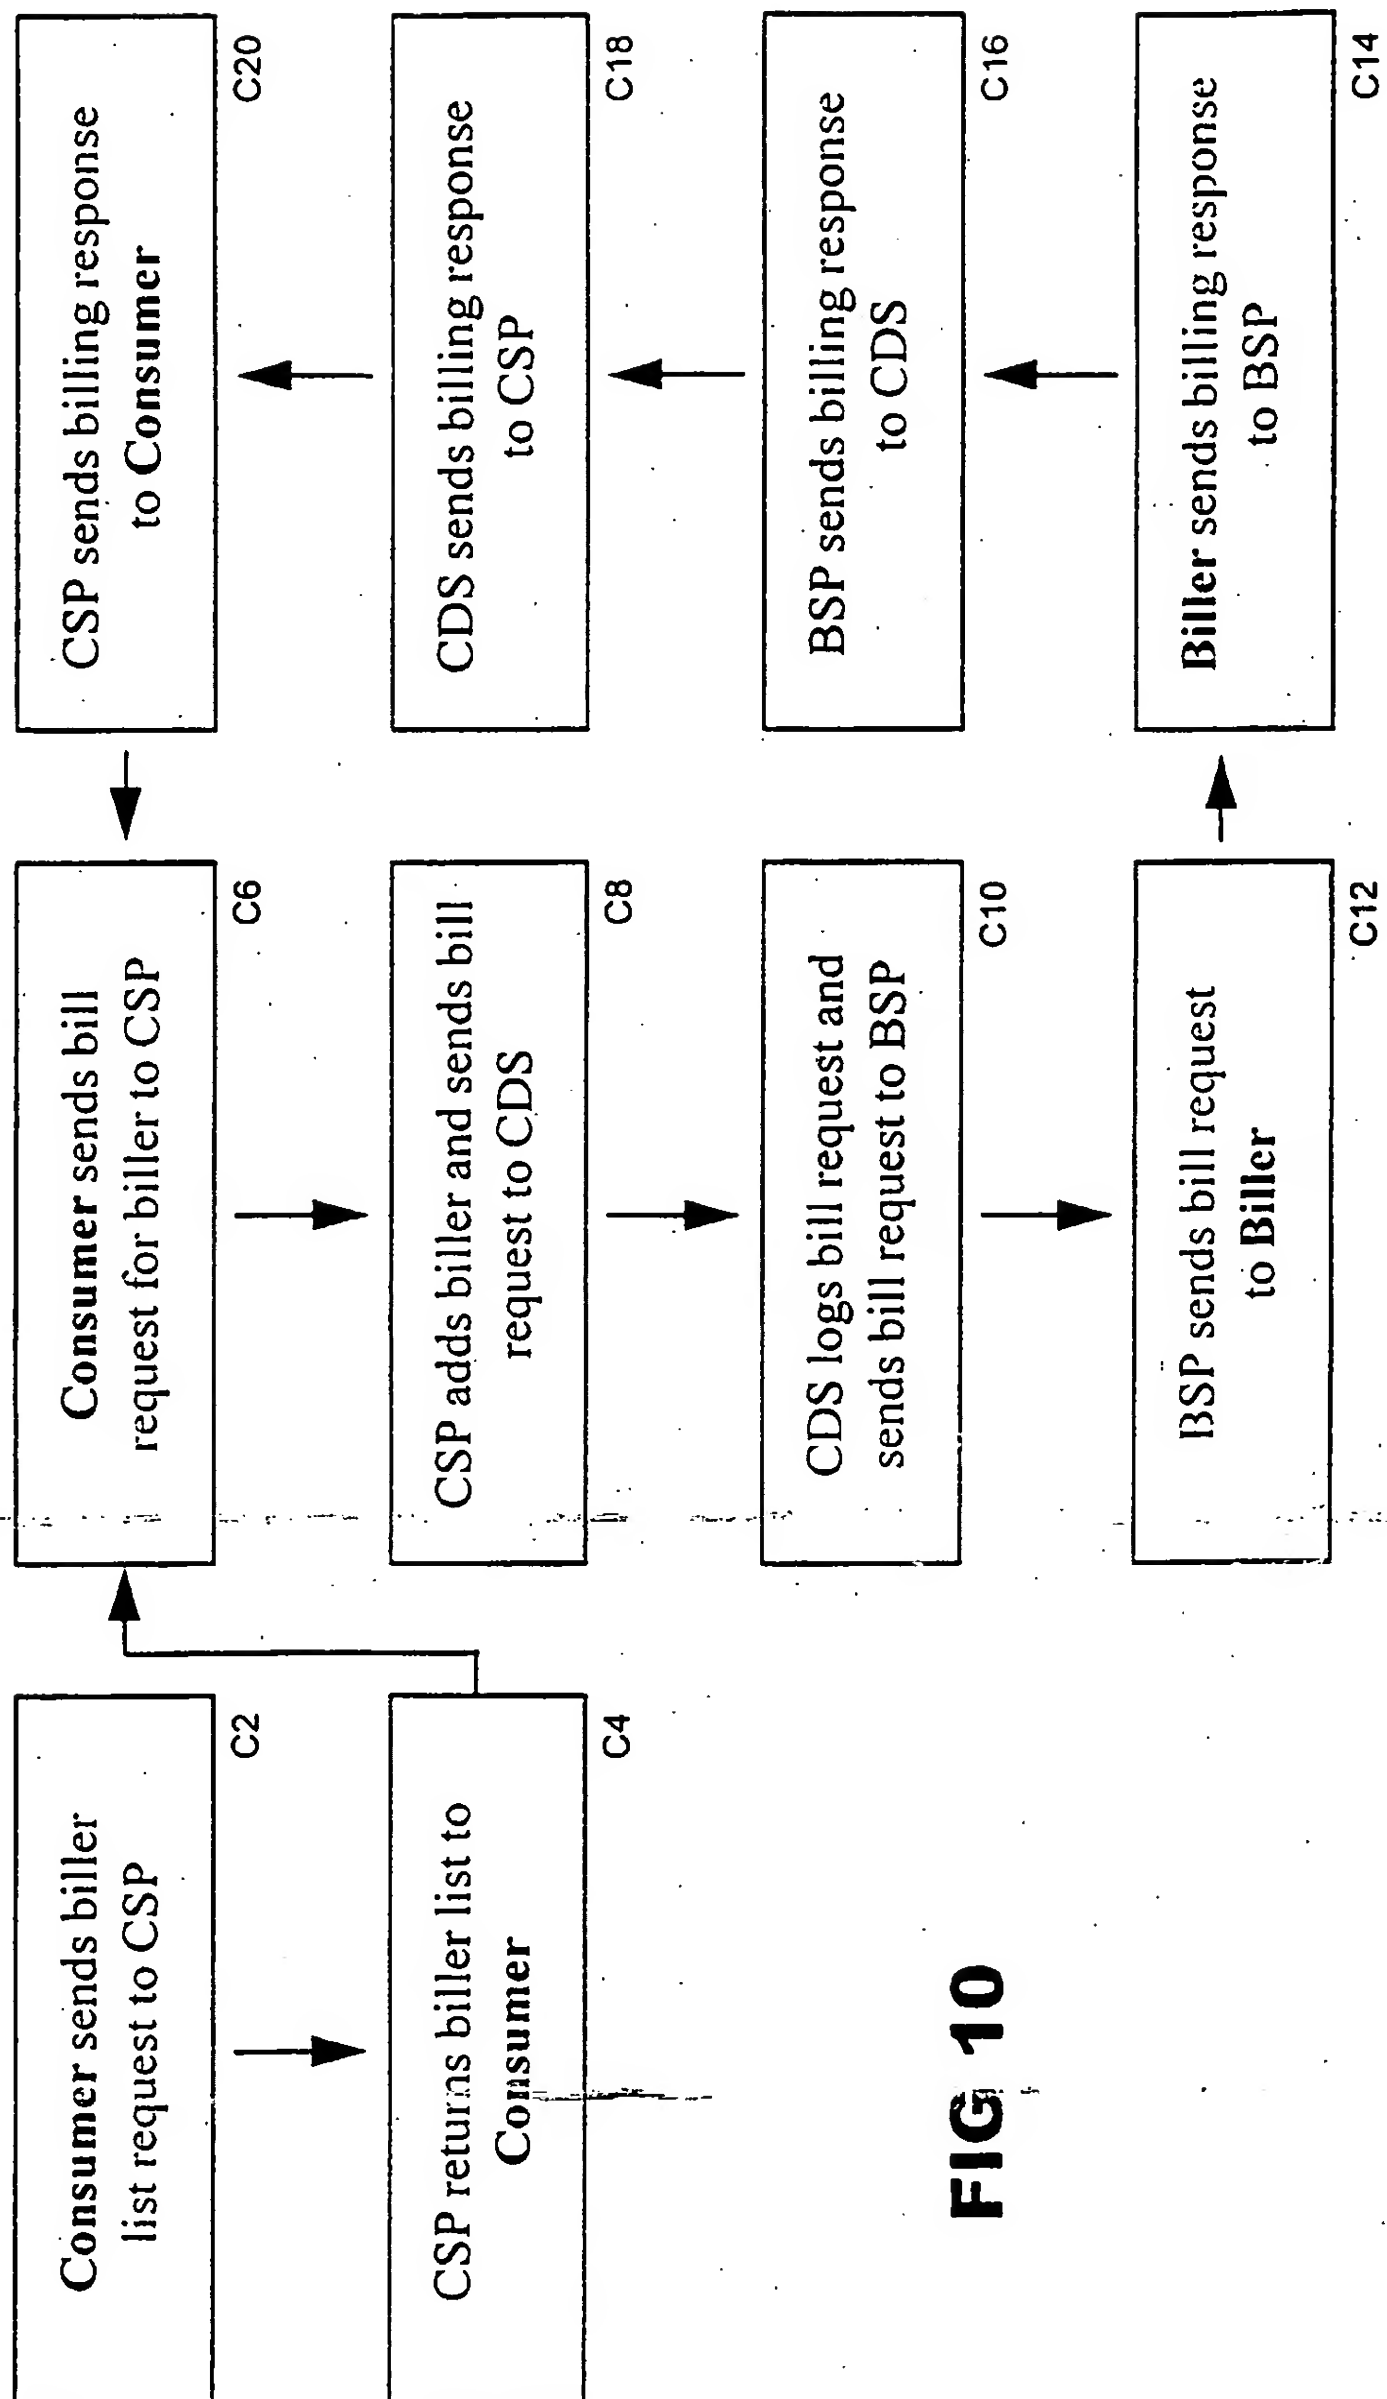 Consumer sends biller
list request to CSP
C2
CSP returns biller list to
Consumer
C4
Consumer sends bill
request for biller to CSP
C6
CSP adds biller and sends bill
request to CDS
C8
CDS logs bill request and
sends bill request to BSP
C10
BSP sends bill request
to Biller
C12
Biller sends billing response
to BSP
C14
BSP sends billing response
to CDS
C16
CDS sends billing response
to CSP
C18
CSP sends billing response
to Consumer
C20
FIG 10